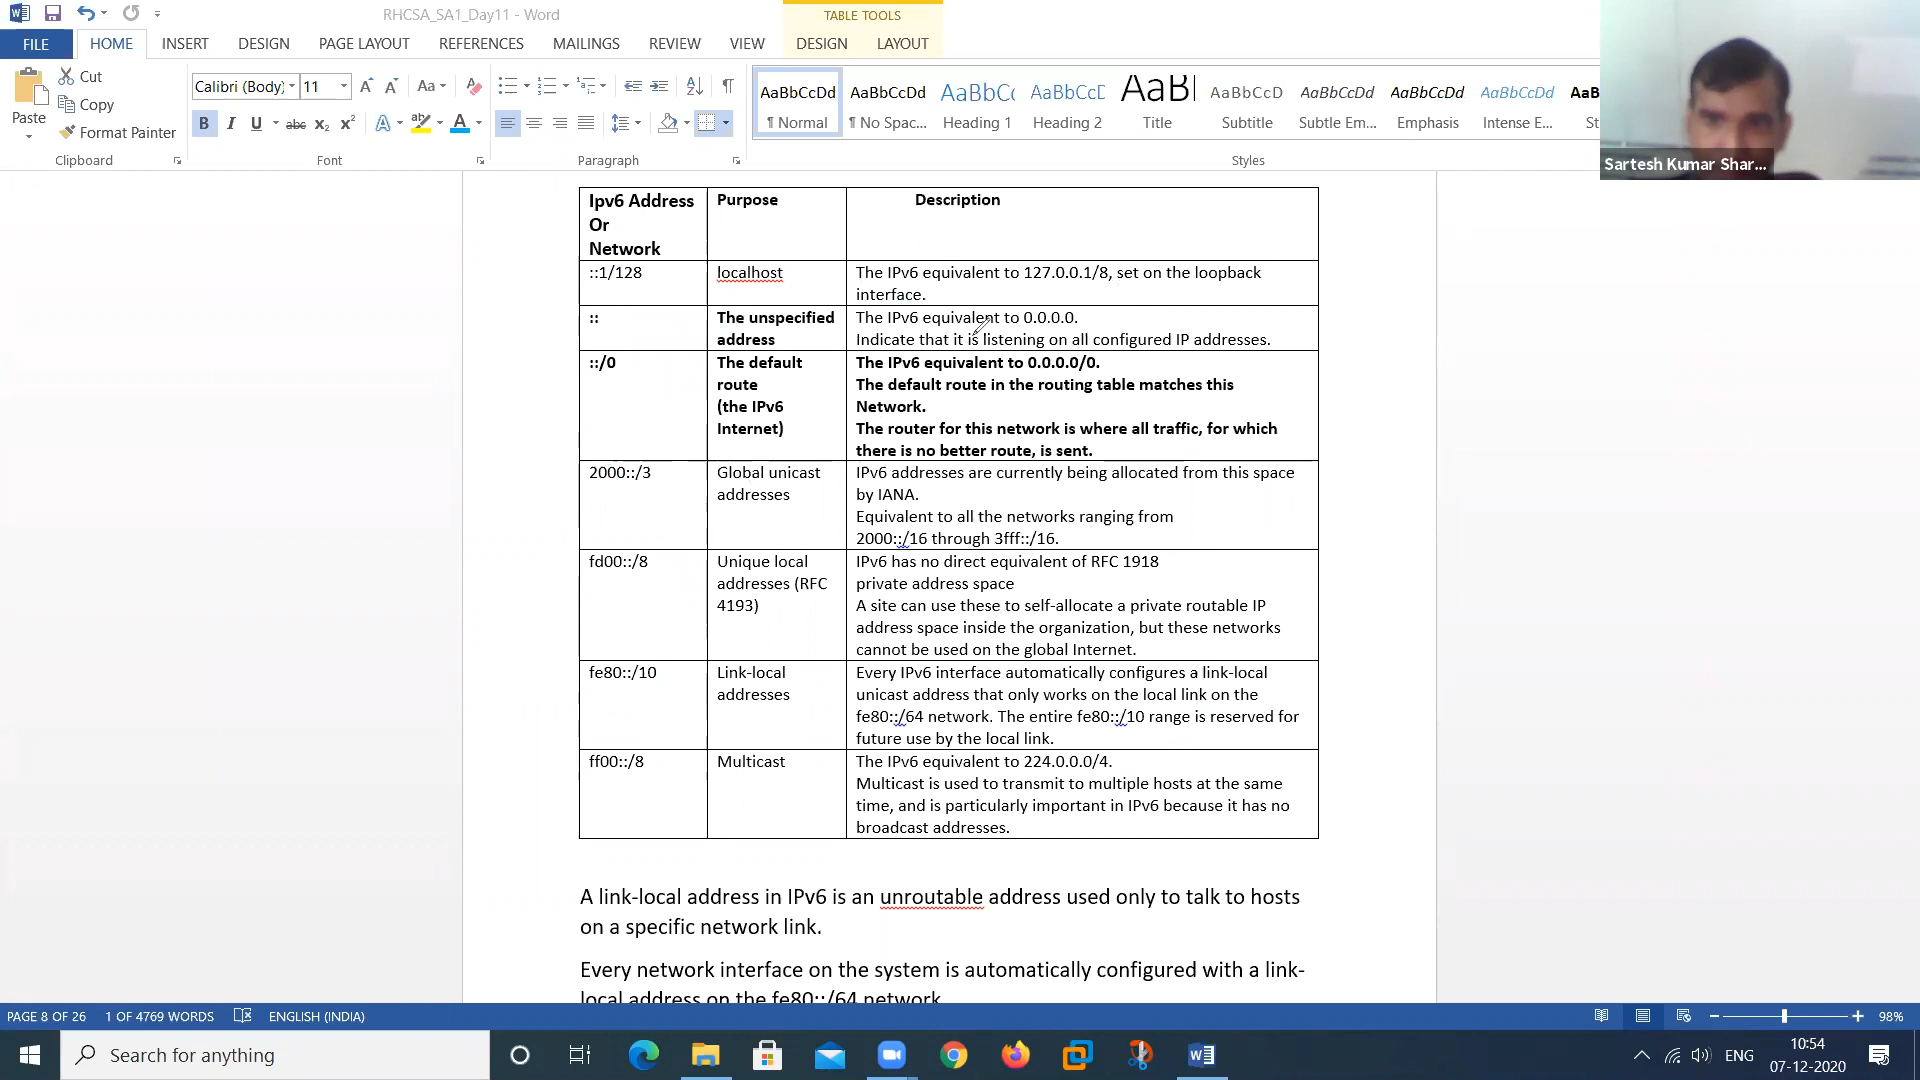 RHCSA_SA1_Day11 - Word
TABLE TOOLS
FILE
HOME
INSERT
DESIGN
PAGE LAYOUT
REFERENCES
MAILINGS
REVIEW
VIEW
DESIGN
LAYOUT
Paste
Cut
Copy
Format Painter
Clipboard
Calibri (Body)
11
Font
Paragraph
AaBbCcDd
¶ Normal
AaBbCcDd
¶ No Spac...
AaBbCc
Heading 1
AaBbCcE
Heading 2
AaBl
Title
AaBbCcD
Subtitle
AaBbCcDd
Subtle Em...
AaBbCcDd
Emphasis
AaBbCcDd
Intense E...
AaBb
St
Styles
Sartesh Kumar Shar...
Ipv6 Address
Or
Network
Purpose
Description
::1/128
localhost
The IPv6 equivalent to 127.0.0.1/8, set on the loopback
interface.
::
The unspecified
address
The IPv6 equivalent to 0.0.0.0.
Indicate that it is listening on all configured IP addresses.
::/0
The default
route
(the IPv6
Internet)
The IPv6 equivalent to 0.0.0.0/0.
The default route in the routing table matches this
Network.
The router for this network is where all traffic, for which
there is no better route, is sent.
2000::/3
Global unicast
addresses
IPv6 addresses are currently being allocated from this space
by IANA.
Equivalent to all the networks ranging from
2000::/16 through 3fff::/16.
fd00::/8
Unique local
addresses (RFC
4193)
IPv6 has no direct equivalent of RFC 1918
private address space
A site can use these to self-allocate a private routable IP
address space inside the organization, but these networks
cannot be used on the global Internet.
fe80::/10
Link-local
addresses
Every IPv6 interface automatically configures a link-local
unicast address that only works on the local link on the
fe80::/64 network. The entire fe80::/10 range is reserved for
future use by the local link.
ff00::/8
Multicast
The IPv6 equivalent to 224.0.0.0/4.
Multicast is used to transmit to multiple hosts at the same
time, and is particularly important in IPv6 because it has no
broadcast addresses.
A link-local address in IPv6 is an unroutable address used only to talk to hosts
on a specific network link.
Every network interface on the system is automatically configured with a link-
local address on the fe80::/64 network.
PAGE 8 OF 26
1 OF 4769 WORDS
ENGLISH (INDIA)
98%
Search for anything
ENG
10:54
07-12-2020